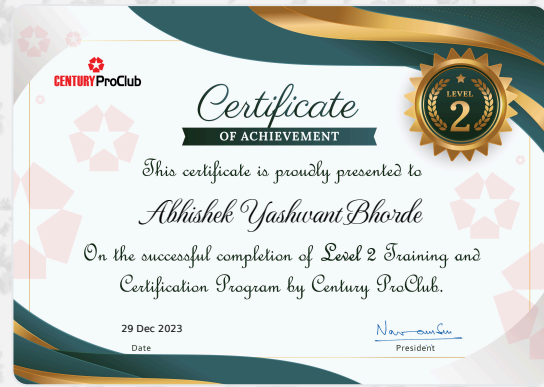 CENTURY ProClub
Certificate
OF ACHIEVEMENT
LEVEL
2
This certificate is proudly presented to
Abhishek Yashwant Bhorde
On the successful completion of Level 2 Training and
Certification Program by Century ProClub.
29 Dec 2023
Date
President